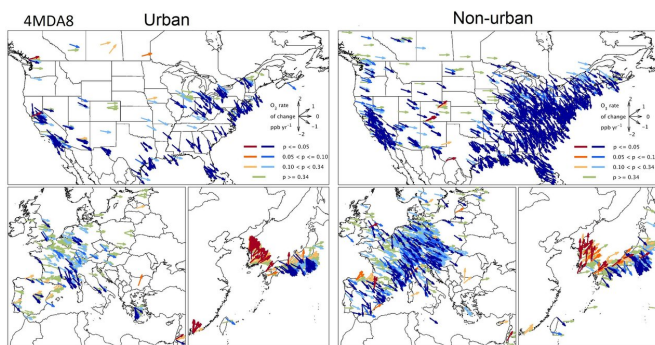 4MDA8
Urban
Non-urban
O₃ rate
of change
ppb yr⁻¹
1
0
−1
−2
p <= 0.05
0.05 < p <= 0.10
0.10 < p < 0.34
p >= 0.34
O₃ rate
of change
ppb yr⁻¹
1
0
−1
−2
p <= 0.05
0.05 < p <= 0.1
0.10 < p < 0.34
p >= 0.34